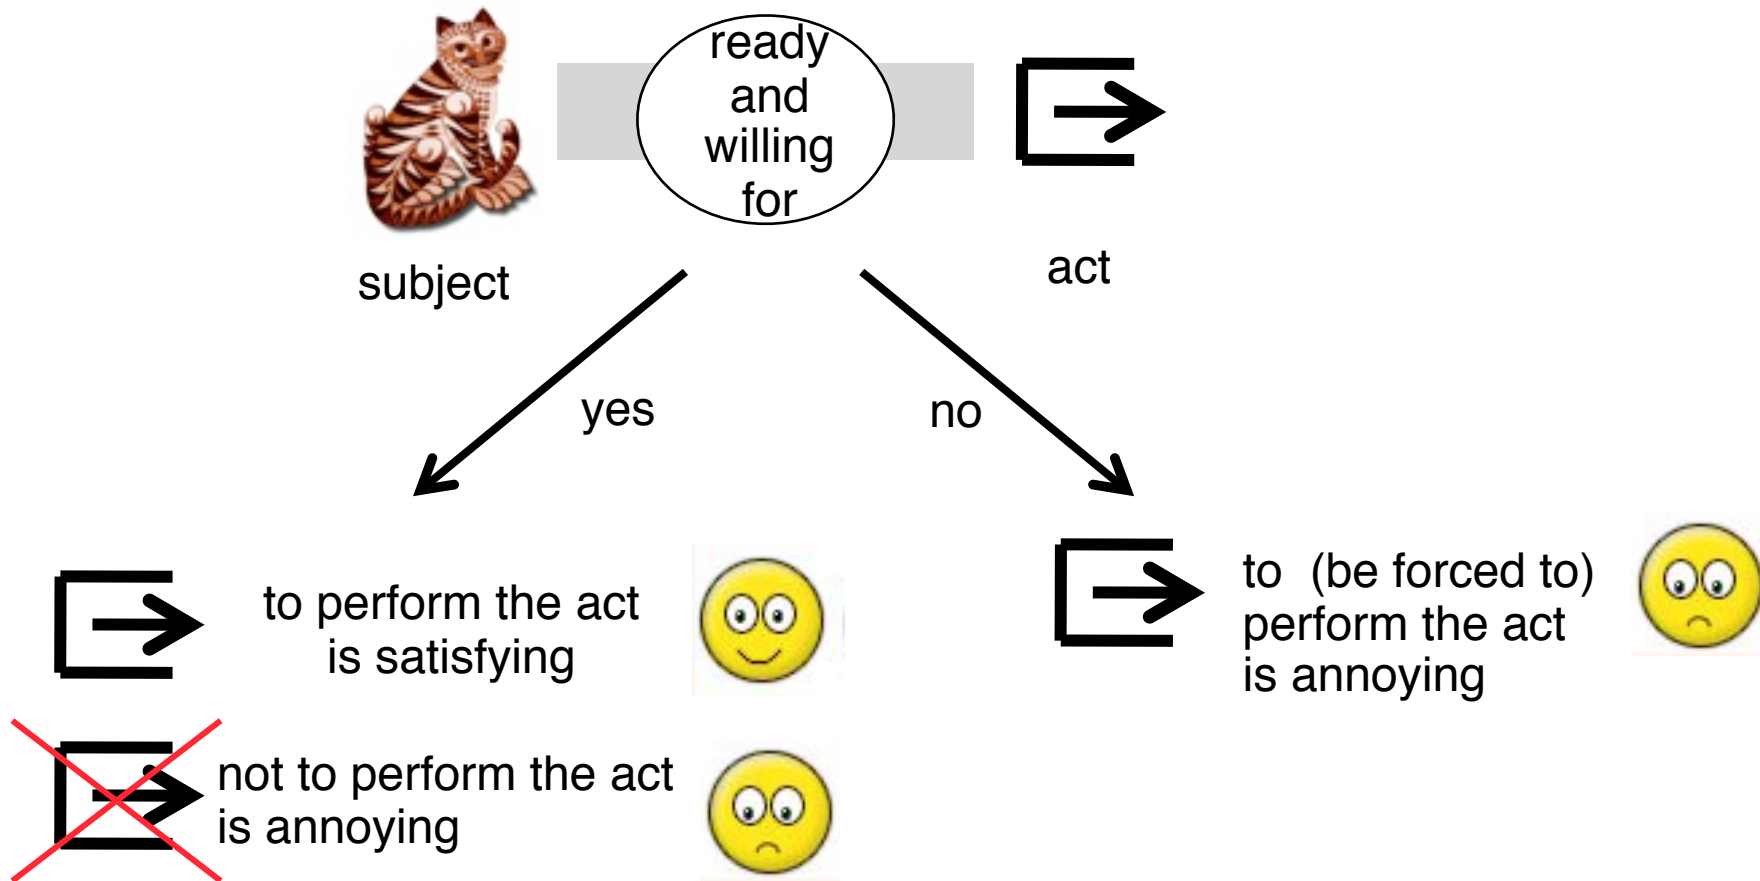 ready
and
willing
for
subject
act
yes
no
to perform the act
is satisfying
to (be forced to)
perform the act
is annoying
not to perform the act
is annoying